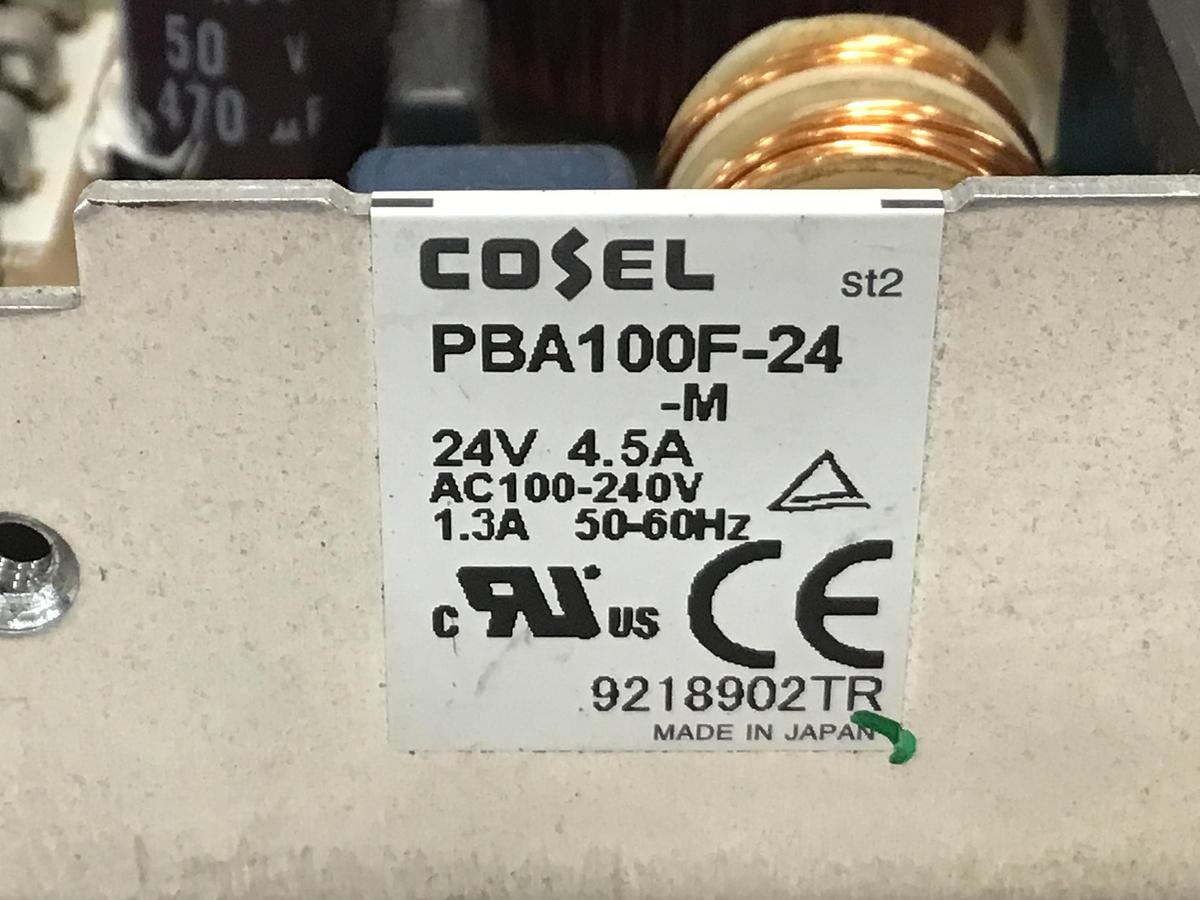 50 V
470 μF
COSEL
st2
PBA100F-24
-M
24V 4.5A
AC100-240V
1.3A 50-60Hz
C RU US CE
9218902TR
MADE IN JAPAN